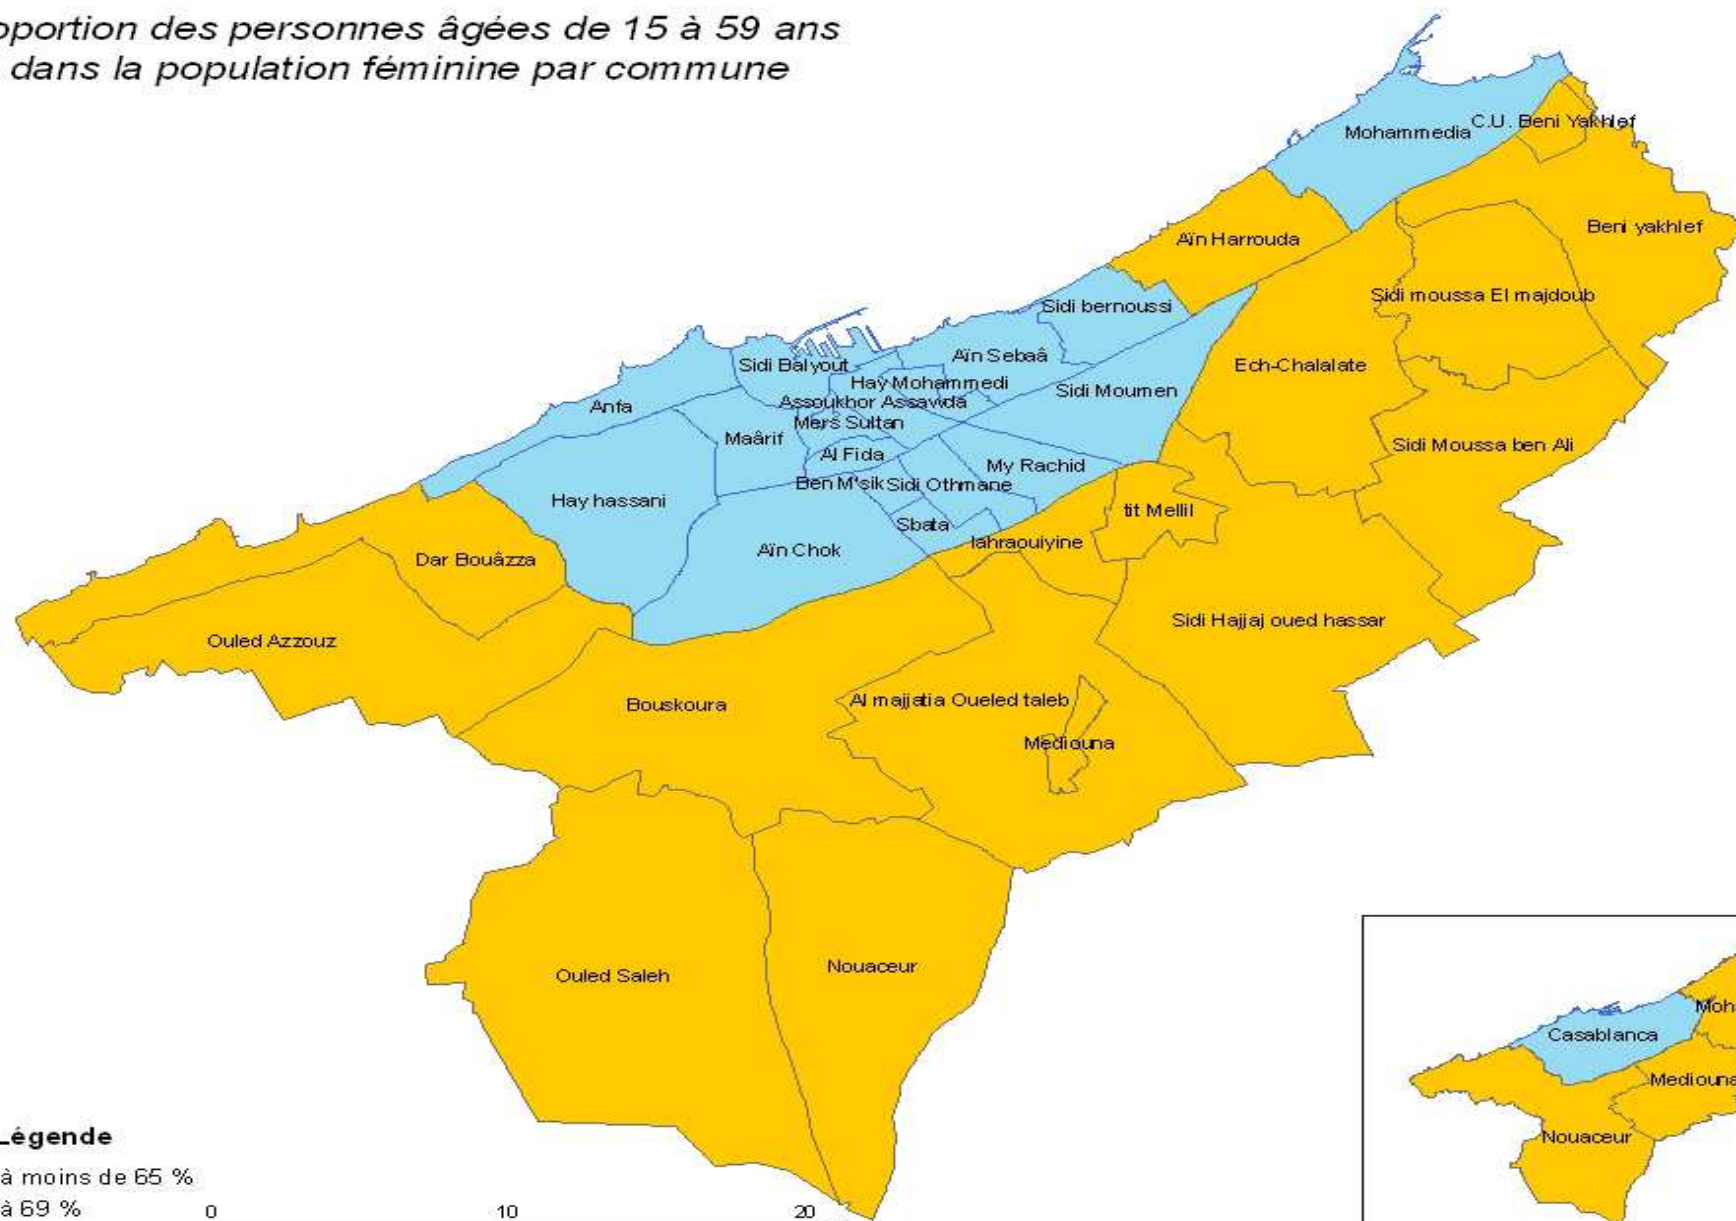 oportion des personnes âgées de 15 à 59 ans
dans la population féminine par commune
Mohammedia
C.U. Beni Yakhlef
Beni yakhlef
Aïn Harrouda
Sidi moussa El majdoub
Sidi bernoussi
Aïn Sebaâ
Sidi Balyout
Ech-Chalalate
Hay Mohammedi
Sidi Moumen
Anfa
Assoukhor Assawda
Mers Sultan
Maârif
Sidi Moussa ben Ali
Al Fida
My Rachid
Ben M'sik
Sidi Othmane
Hay hassani
tit Mellil
Sbata
lahraouiyine
Aïn Chok
Dar Bouâzza
Sidi Hajjaj oued hassar
Ouled Azzouz
Al majjatia Oueled taleb
Bouskoura
Mediouna
Nouaceur
Ouled Saleh
Casablanca
Moh
Mediouna
Nouaceur
Légende
à moins de 65 %
à 69 %
0 10 20